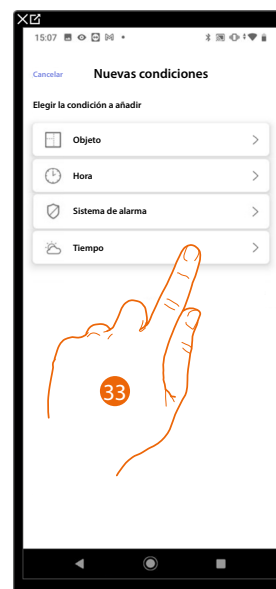 15:07
Cancelar Nuevas condiciones
Elegir la condición a añadir
Objeto
Hora
Sistema de alarma
Tiempo
33